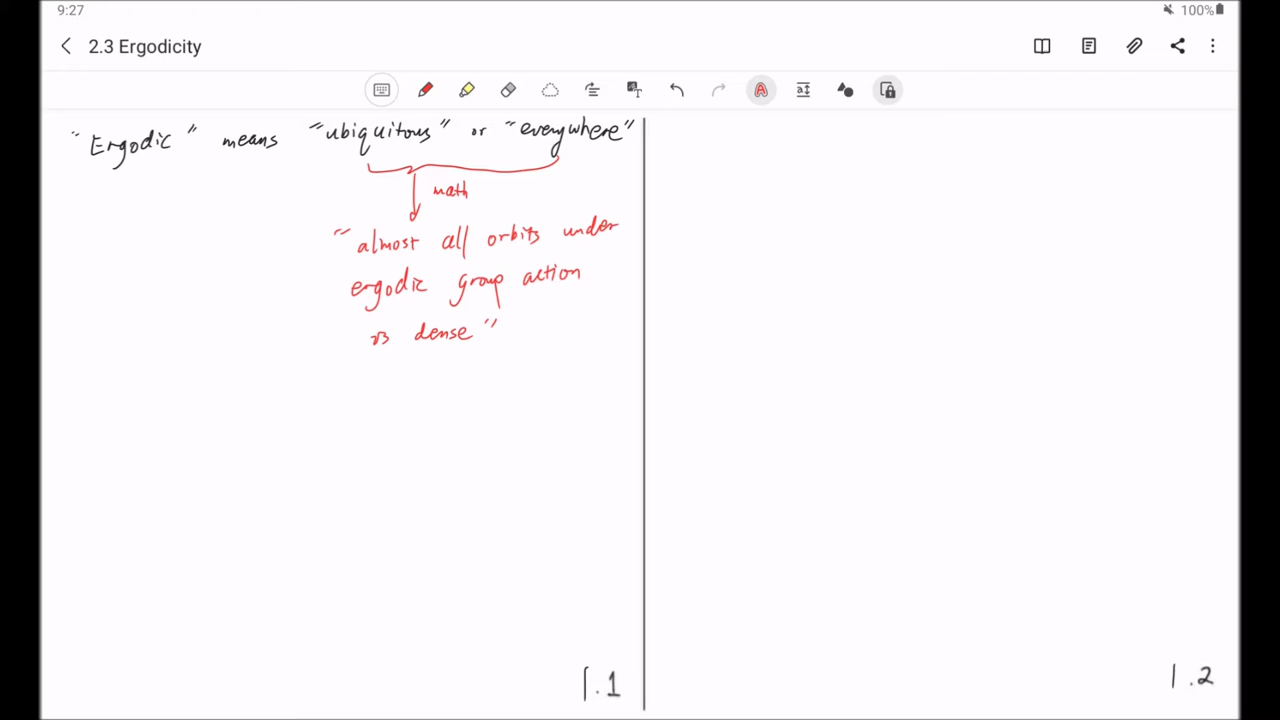 9:27
100%
2.3 Ergodicity
"Ergodic" means "ubiquitous" or "everywhere"
math
"almost all orbits under
ergodic group action
is dense"
1.1
1.2